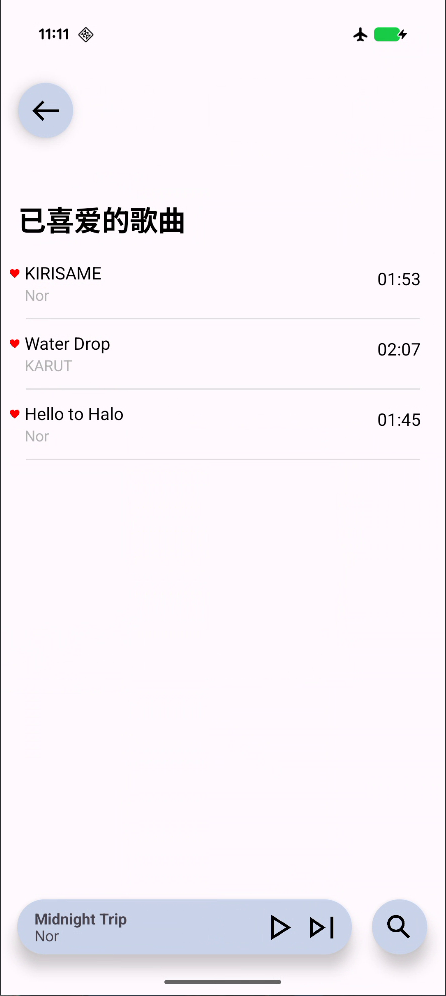 11:11
已喜爱的歌曲
KIRISAME
01:53
Nor
Water Drop
02:07
KARUT
Hello to Halo
01:45
Nor
Midnight Trip
Nor